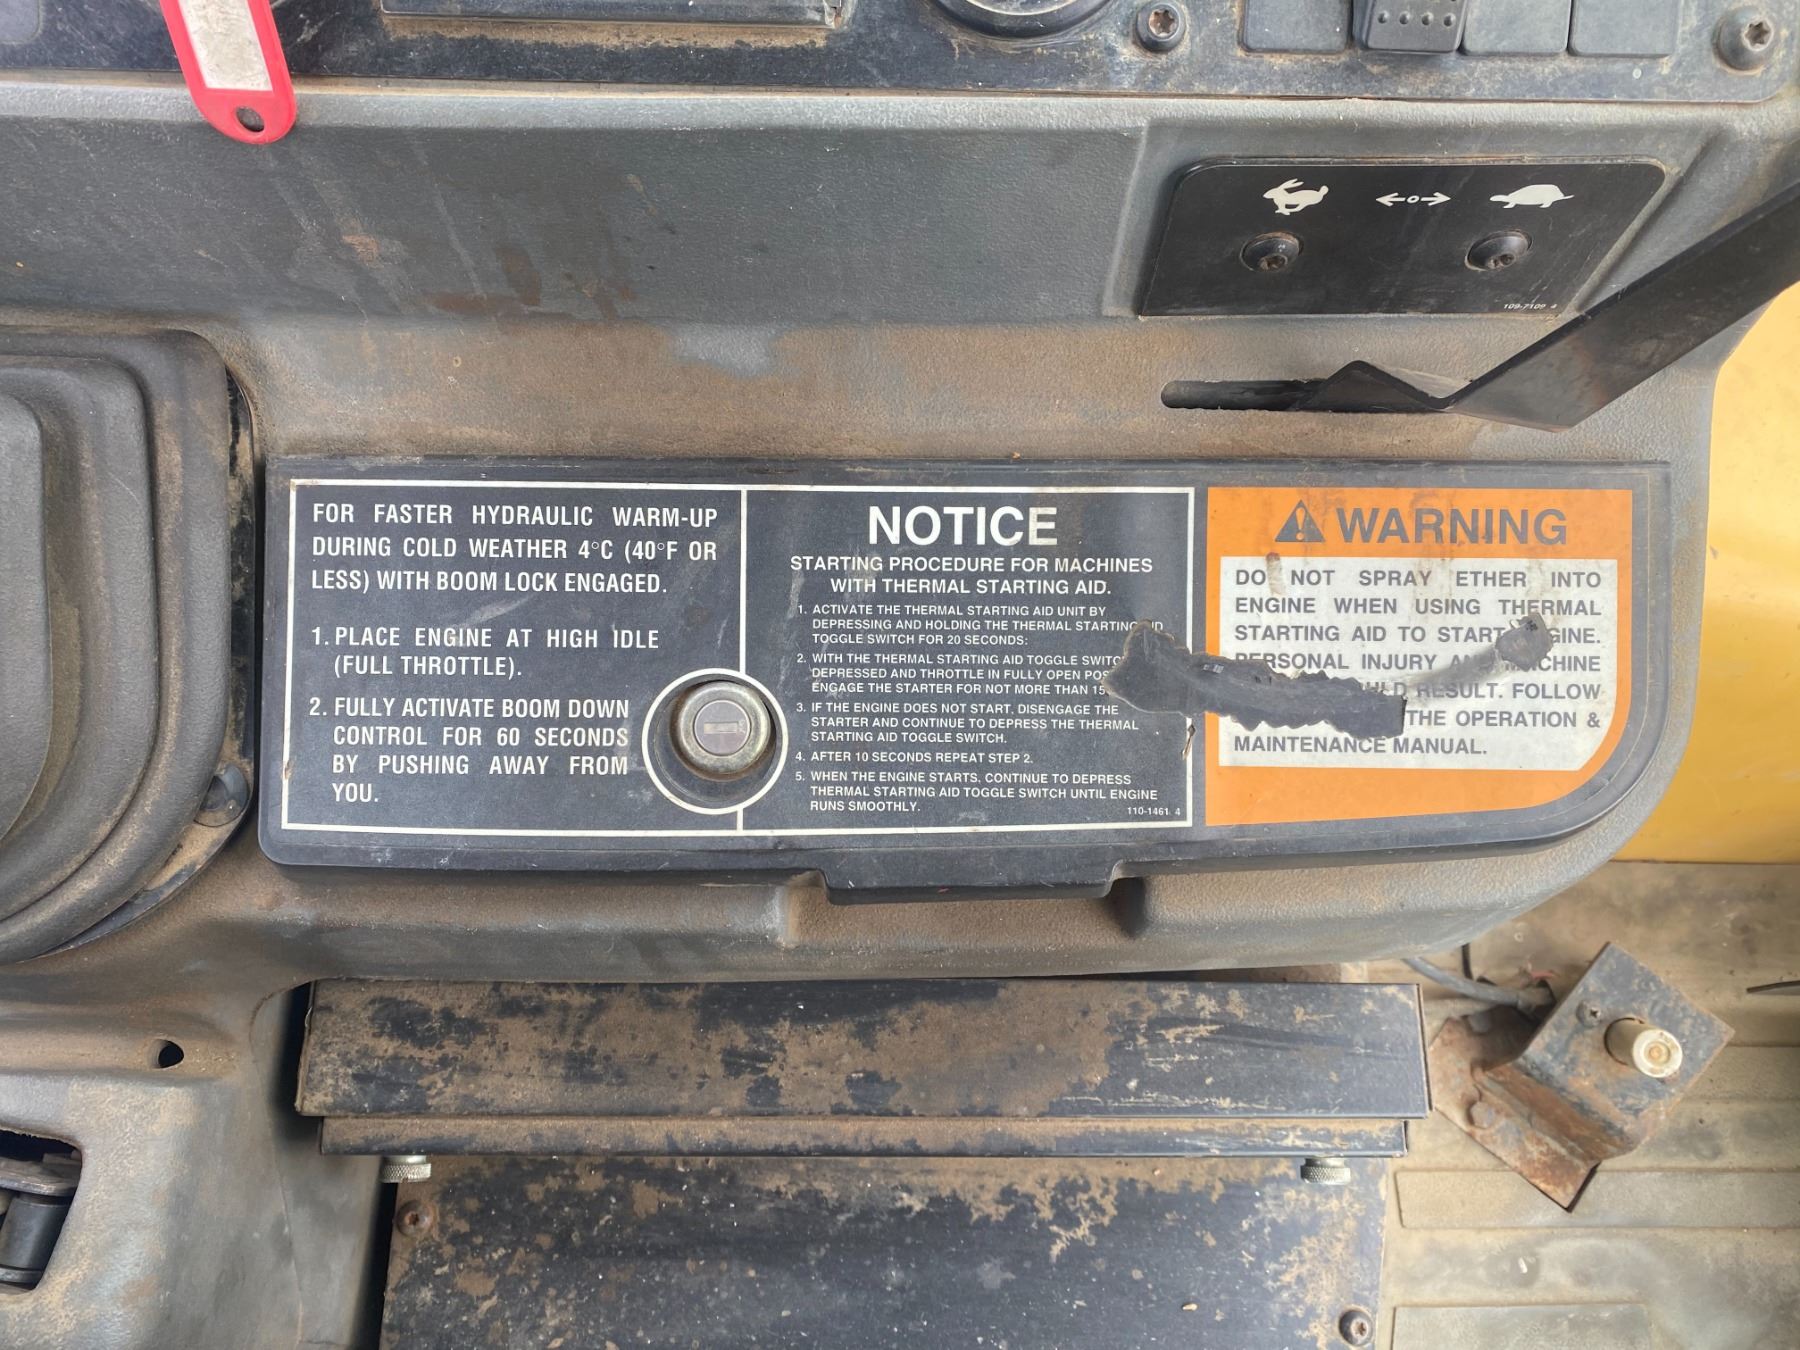 109-7109 4
FOR FASTER HYDRAULIC WARM-UP
DURING COLD WEATHER 4°C (40°F OR
LESS) WITH BOOM LOCK ENGAGED.
1. PLACE ENGINE AT HIGH IDLE
(FULL THROTTLE).
2. FULLY ACTIVATE BOOM DOWN
CONTROL FOR 60 SECONDS
BY PUSHING AWAY FROM
YOU.
NOTICE
STARTING PROCEDURE FOR MACHINES
WITH THERMAL STARTING AID.
1. ACTIVATE THE THERMAL STARTING AID UNIT BY
DEPRESSING AND HOLDING THE THERMAL STARTING
TOGGLE SWITCH FOR 20 SECONDS:
2. WITH THE THERMAL STARTING AID TOGGLE
DEPRESSED AND THROTTLE IN FULLY OPEN
ENGAGE THE STARTER FOR NOT MORE THAN 15
3. IF THE ENGINE DOES NOT START, DISENGAGE THE
STARTER AND CONTINUE TO DEPRESS THE THERMAL
STARTING AID TOGGLE SWITCH.
4. AFTER 10 SECONDS REPEAT STEP 2.
5. WHEN THE ENGINE STARTS, CONTINUE TO DEPRESS
THERMAL STARTING AID TOGGLE SWITCH UNTIL ENGINE
RUNS SMOOTHLY.
110-1461 4
WARNING
DO NOT SPRAY ETHER INTO
ENGINE WHEN USING THERMAL
STARTING AID TO START
PERSONAL INJURY AND MACHINE
RESULT. FOLLOW
THE OPERATION &
MAINTENANCE MANUAL.